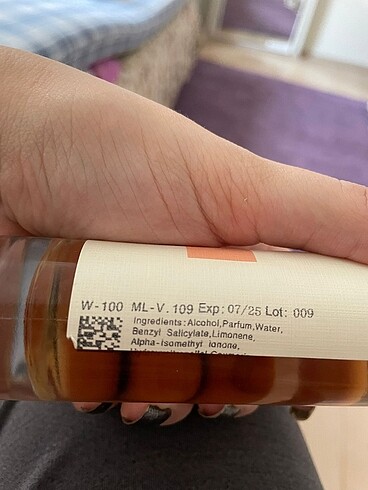 W-100 ML-V.109 Exp: 07/25 Lot: 009
Ingredients:Alcohol,Parfum,Water,
Benzyl Salicylate,Limonene,
Alpha-isomethyl ionone,